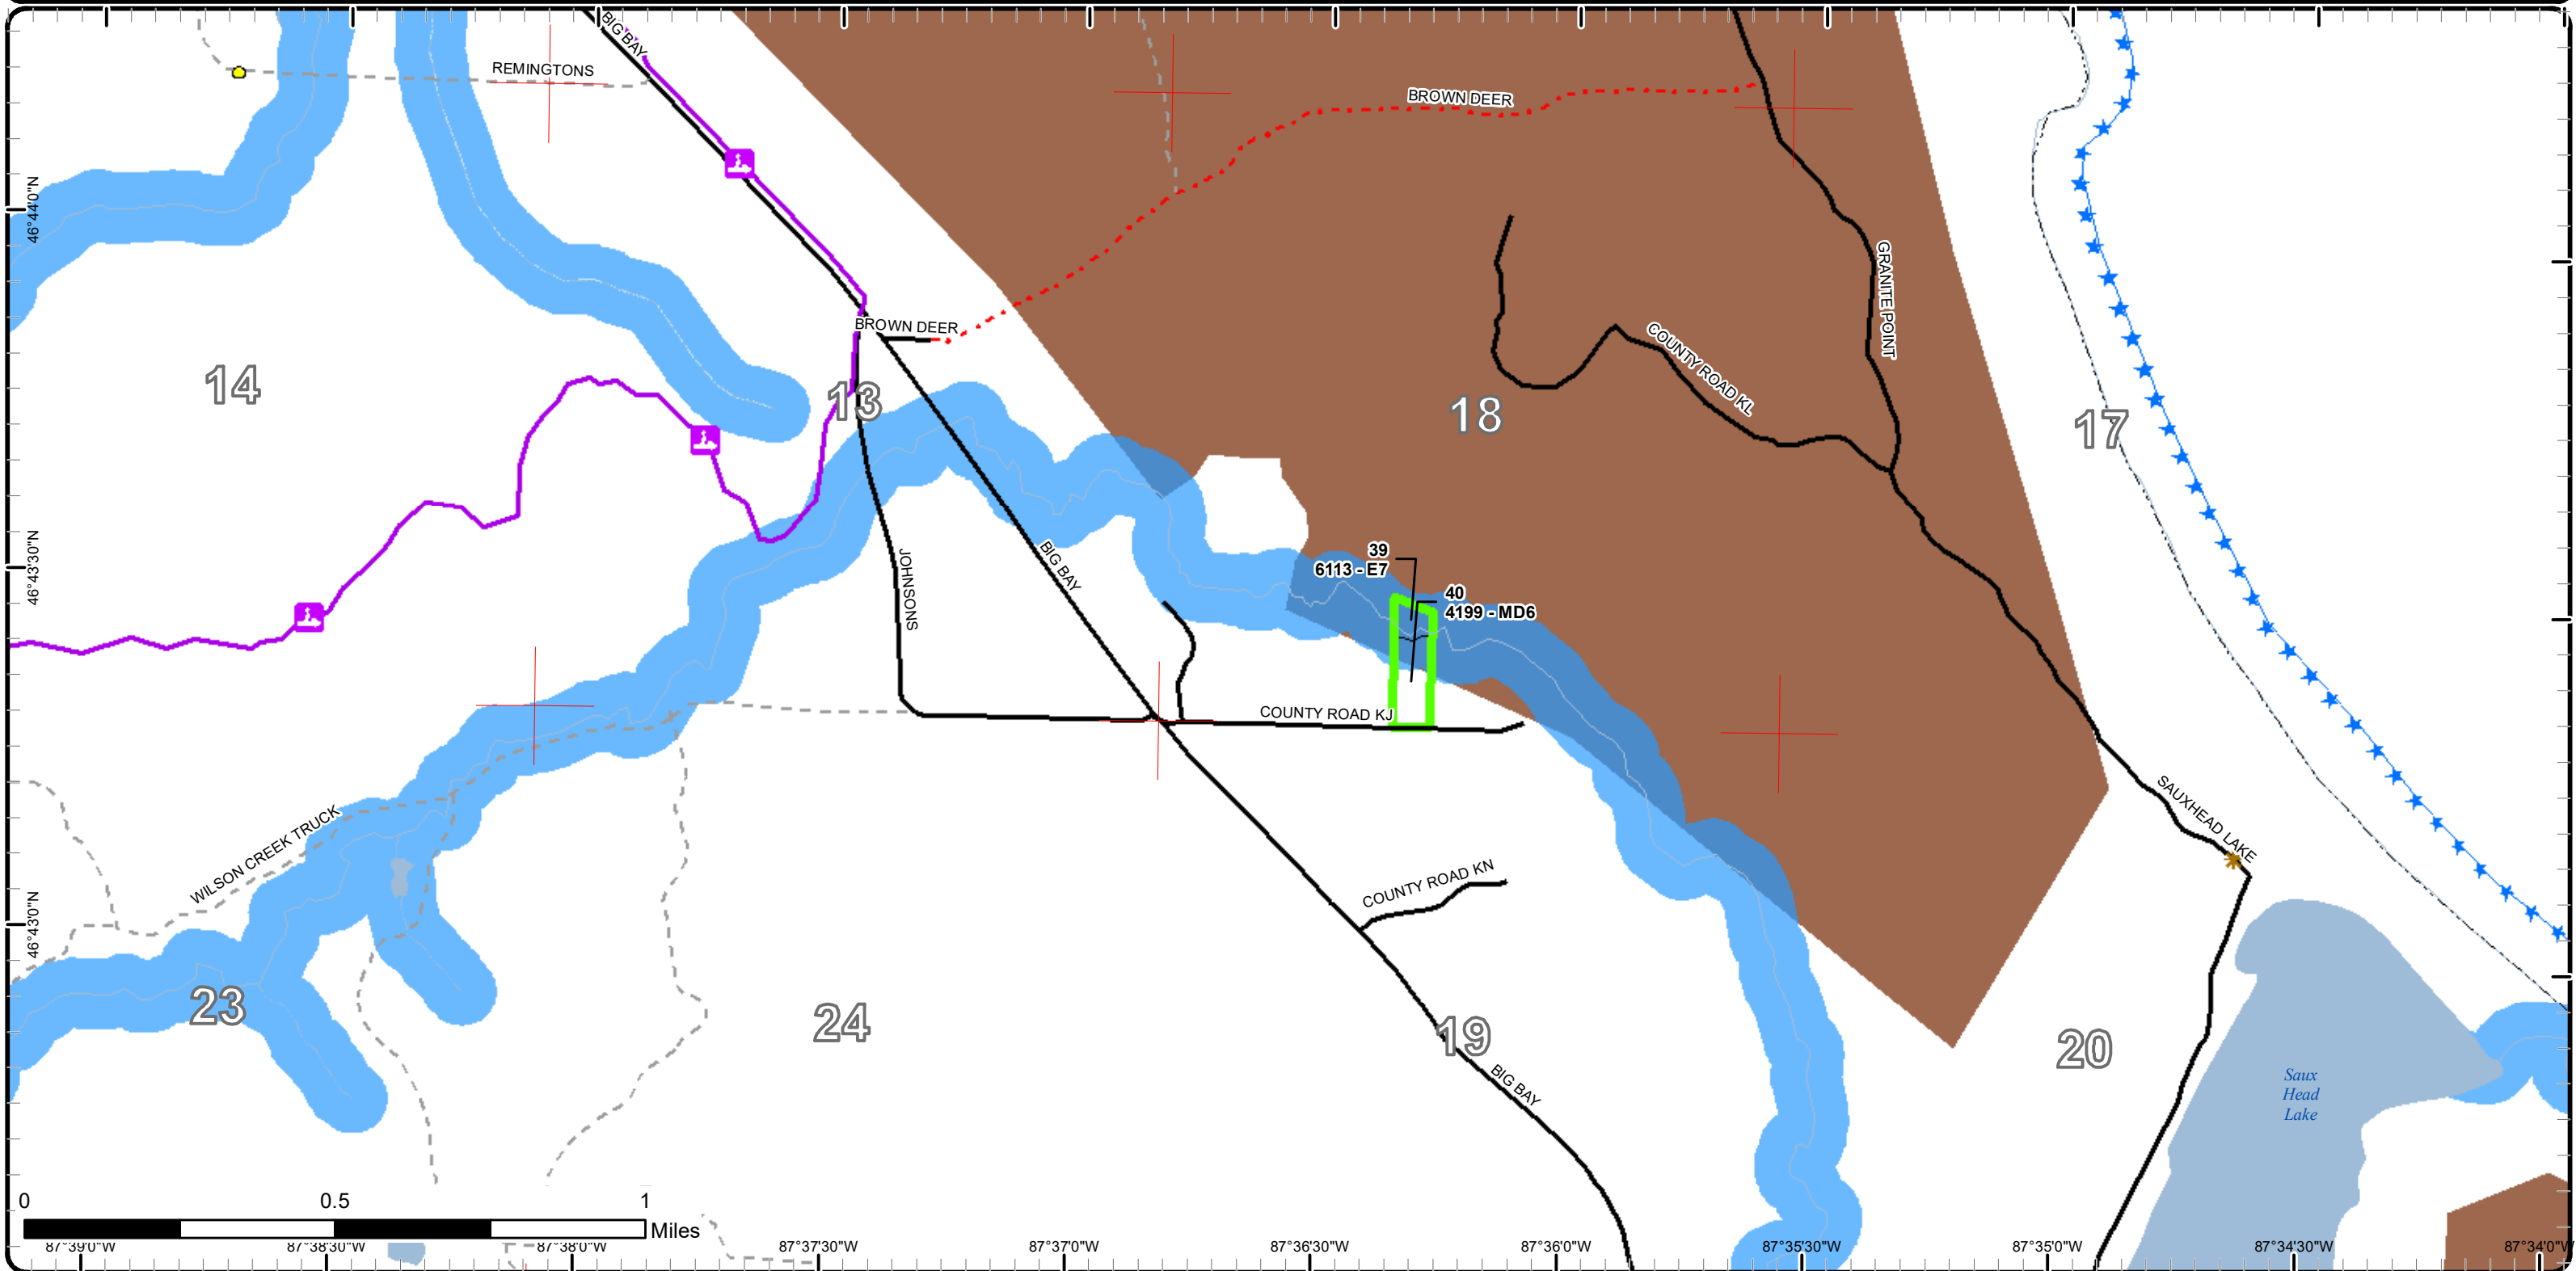 BIG BAY
REMINGTONS
BROWN DEER
46°44'0"N
GRANITE POINT
BROWN DEER
COUNTY ROAD KL
14
13
18
17
46°43'30"N
JOHNSONS
BIG BAY
39
6113 - E7
40
4199 - MD6
COUNTY ROAD KJ
SAUXHEAD LAKE
WILSON CREEK TRUCK
COUNTY ROAD KN
46°43'0"N
23
24
19
20
BIG BAY
Saux
Head
Lake
0 0.5 1
Miles
87°39'0"W 87°38'30"W 87°38'0"W 87°37'30"W 87°37'0"W 87°36'30"W 87°36'0"W 87°35'30"W 87°35'0"W 87°34'30"W 87°34'0"W